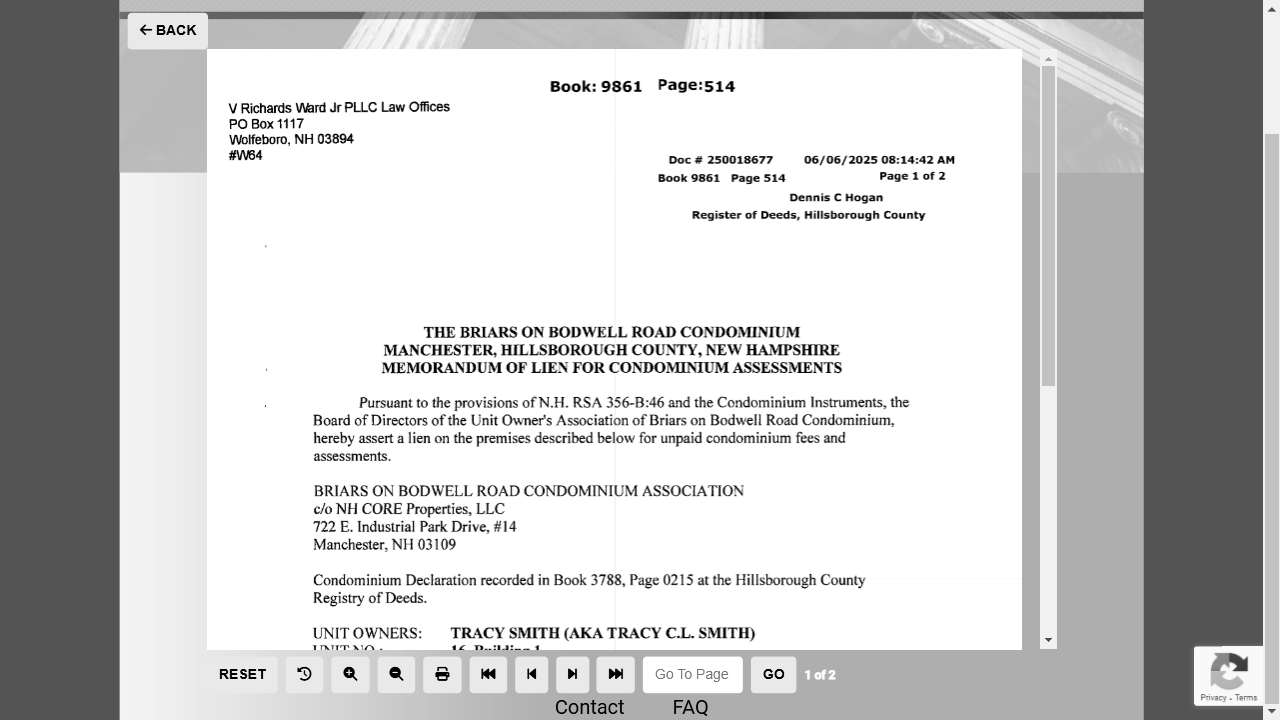 BACK
Book: 9861 Page:514
V Richards Ward Jr PLLC Law Offices
PO Box 1117
Wolfeboro, NH 03894
#W64
Doc # 250018677 06/06/2025 08:14:42 AM
Book 9861 Page 514 Page 1 of 2
Dennis C Hogan
Register of Deeds, Hillsborough County
THE BRIARS ON BODWELL ROAD CONDOMINIUM
MANCHESTER, HILLSBOROUGH COUNTY, NEW HAMPSHIRE
MEMORANDUM OF LIEN FOR CONDOMINIUM ASSESSMENTS
Pursuant to the provisions of N.H. RSA 356-B:46 and the Condominium Instruments, the
Board of Directors of the Unit Owner's Association of Briars on Bodwell Road Condominium,
hereby assert a lien on the premises described below for unpaid condominium fees and
assessments.
BRIARS ON BODWELL ROAD CONDOMINIUM ASSOCIATION
c/o NH CORE Properties, LLC
722 E. Industrial Park Drive, #14
Manchester, NH 03109
Condominium Declaration recorded in Book 3788, Page 0215 at the Hillsborough County
Registry of Deeds.
UNIT OWNERS: TRACY SMITH (AKA TRACY C.L. SMITH)
UNIT NO.: 16, Building 1
RESET Go To Page GO 1 of 2
Privacy - Terms
Contact FAQ